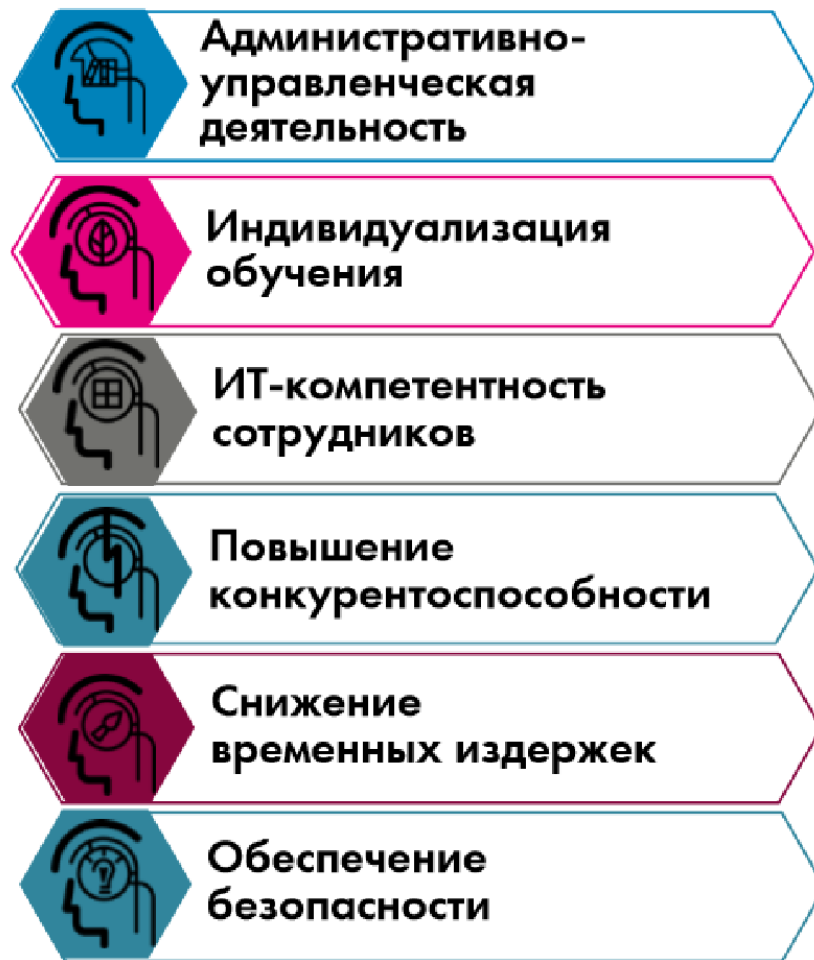 Административно-
управленческая
деятельность
Индивидуализация
обучения
ИТ-компетентность
сотрудников
Повышение
конкурентоспособности
Снижение
временных издержек
Обеспечение
безопасности